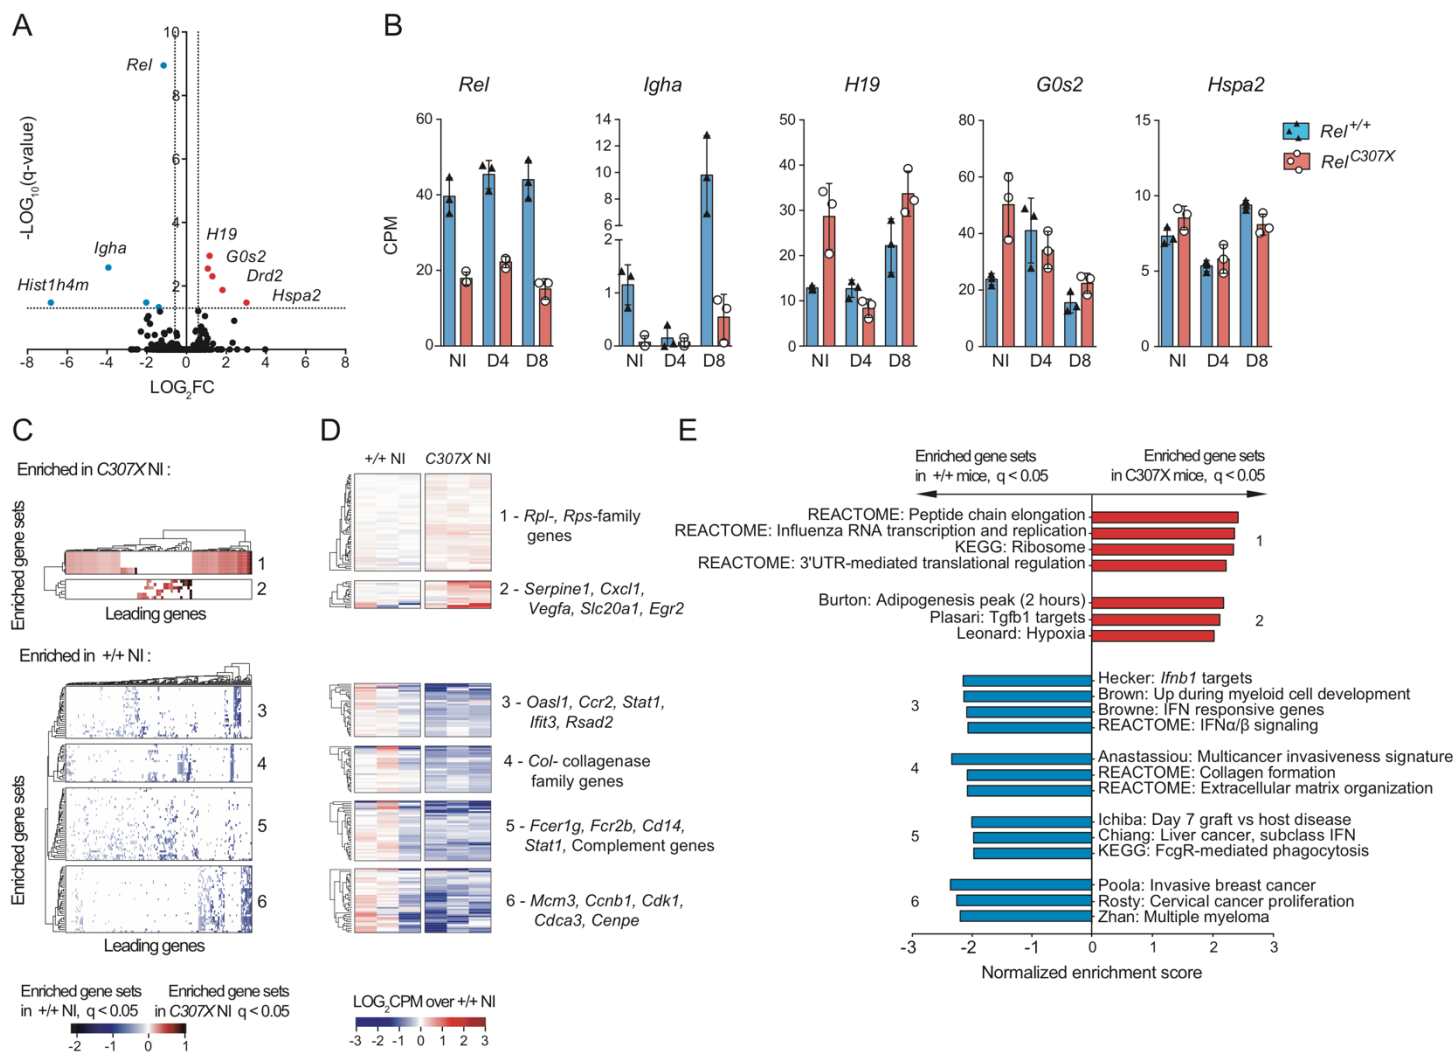 A
10
8
6
4
2
-LOG10(q-value)
Rel
Igha
Hist1h4m
H19
G0s2
Drd2
Hspa2
-8 -6 -4 -2 0 2 4 6 8
LOG2FC
B
CPM
Rel
60
40
20
0
NI D4 D8
Igha
14
12
10
8
6
2
1
0
NI D4 D8
H19
50
40
30
20
10
0
NI D4 D8
G0s2
80
60
40
20
0
NI D4 D8
Hspa2
15
10
5
0
NI D4 D8
Rel+/+
RelC307X
C
Enriched in C307X NI :
Enriched gene sets
1
2
Leading genes
Enriched in +/+ NI :
Enriched gene sets
3
4
5
6
Leading genes
Enriched gene sets
in +/+ NI, q < 0.05
Enriched gene sets
in C307X NI q < 0.05
-2 -1 0 1
D
+/+ NI C307X NI
1 - Rpl-, Rps-family
genes
2 - Serpine1, Cxcl1,
Vegfa, Slc20a1, Egr2
3 - Oasl1, Ccr2, Stat1,
Ifit3, Rsad2
4 - Col- collagenase
family genes
5 - Fcer1g, Fcr2b, Cd14,
Stat1, Complement genes
6 - Mcm3, Ccnb1, Cdk1,
Cdca3, Cenpe
LOG2CPM over +/+ NI
-3 -2 -1 0 1 2 3
E
Enriched gene sets
in +/+ mice, q < 0.05
Enriched gene sets
in C307X mice, q < 0.05
REACTOME: Peptide chain elongation
REACTOME: Influenza RNA transcription and replication
KEGG: Ribosome
REACTOME: 3'UTR-mediated translational regulation
1
Burton: Adipogenesis peak (2 hours)
Plasari: Tgfb1 targets
Leonard: Hypoxia
2
3
Hecker: Ifnb1 targets
Brown: Up during myeloid cell development
Browne: IFN responsive genes
REACTOME: IFNα/β signaling
4
Anastassiou: Multicancer invasiveness signature
REACTOME: Collagen formation
REACTOME: Extracellular matrix organization
5
Ichiba: Day 7 graft vs host disease
Chiang: Liver cancer, subclass IFN
KEGG: FcgR-mediated phagocytosis
6
Poola: Invasive breast cancer
Rosty: Cervical cancer proliferation
Zhan: Multiple myeloma
-3 -2 -1 0 1 2 3
Normalized enrichment score